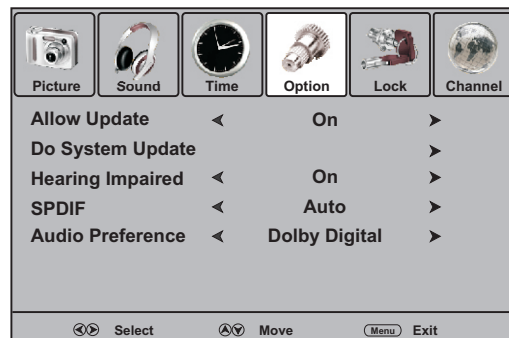 Picture Sound Time Option Lock Channel
Allow Update On
Do System Update
Hearing Impaired On
SPDIF Auto
Audio Preference Dolby Digital
Select Move Menu Exit